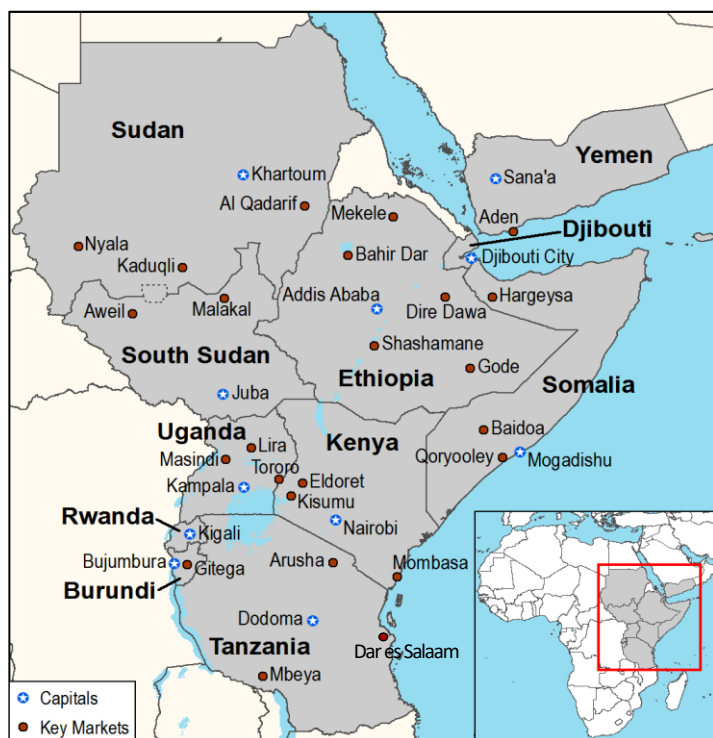 Sudan
Yemen
Khartoum
Sana'a
Al Qadarif
Mekele
Aden
Djibouti
Nyala
Bahir Dar
Djibouti City
Kaduqli
Addis Ababa
Hargeysa
Malakal
Aweil
Dire Dawa
South Sudan
Shashamane
Gode
Ethiopia
Somalia
Juba
Baidoa
Uganda
Lira
Kenya
Qoryooley
Mogadishu
Masindi
Tororo
Eldoret
Kampala
Kisumu
Rwanda
Kigali
Nairobi
Bujumbura
Gitega
Arusha
Mombasa
Burundi
Dodoma
Tanzania
Dar es Salaam
Mbeya
Capitals
Key Markets